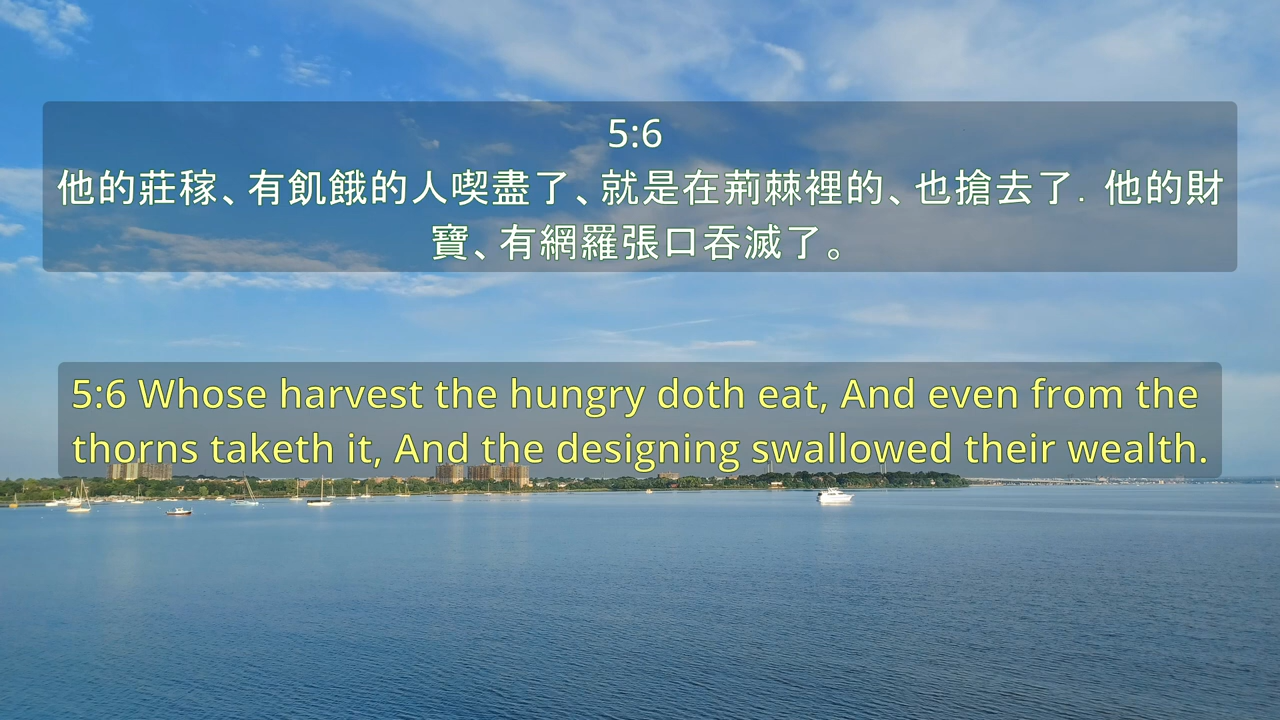 5:6
他的莊稼、有飢餓的人喫盡了、就是在荊棘裡的、也搶去了．他的財
寶、有網羅張口吞滅了。
5:6 Whose harvest the hungry doth eat, And even from the
thorns taketh it, And the designing swallowed their wealth.